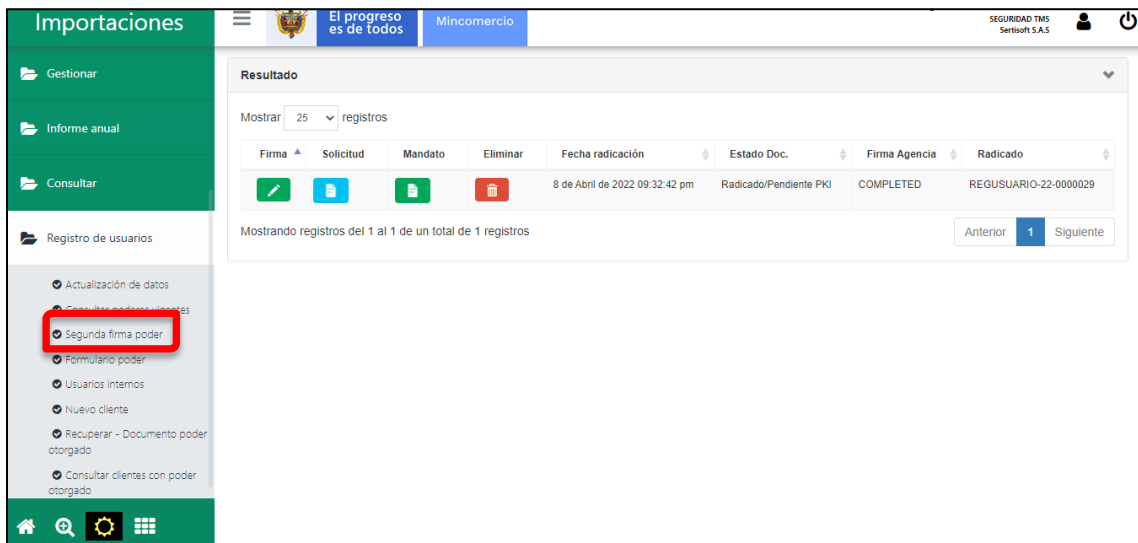 Importaciones
El progreso
es de todos
Mincomercio
SEGURIDAD TMS
Sertisoft S.A.S
Gestionar
Informe anual
Consultar
Registro de usuarios
Actualización de datos
Consultar poderes vigentes
Segunda firma poder
Formulario poder
Usuarios internos
Nuevo cliente
Recuperar - Documento poder
otorgado
Consultar clientes con poder
otorgado
Resultado
Mostrar 25 registros
Firma Solicitud Mandato Eliminar Fecha radicación Estado Doc. Firma Agencia Radicado
8 de Abril de 2022 09:32:42 pm Radicado/Pendiente PKI COMPLETED REGUSUARIO-22-0000029
Mostrando registros del 1 al 1 de un total de 1 registros
Anterior 1 Siguiente